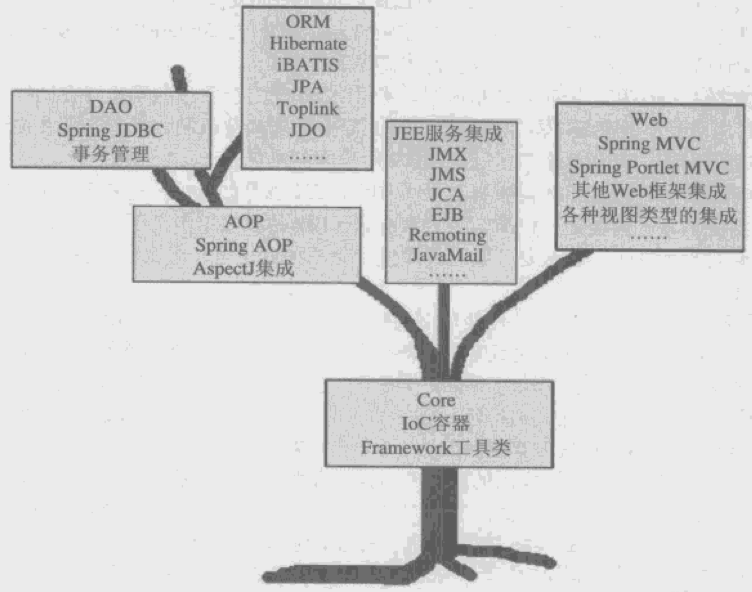 ORM
Hibernate
iBATIS
JPA
Toplink
JDO
……
DAO
Spring JDBC
事务管理
JEE服务集成
JMX
JMS
JCA
EJB
Remoting
JavaMail
……
Web
Spring MVC
Spring Portlet MVC
其他Web框架集成
各种视图类型的集成
……
AOP
Spring AOP
AspectJ集成
Core
IoC容器
Framework工具类